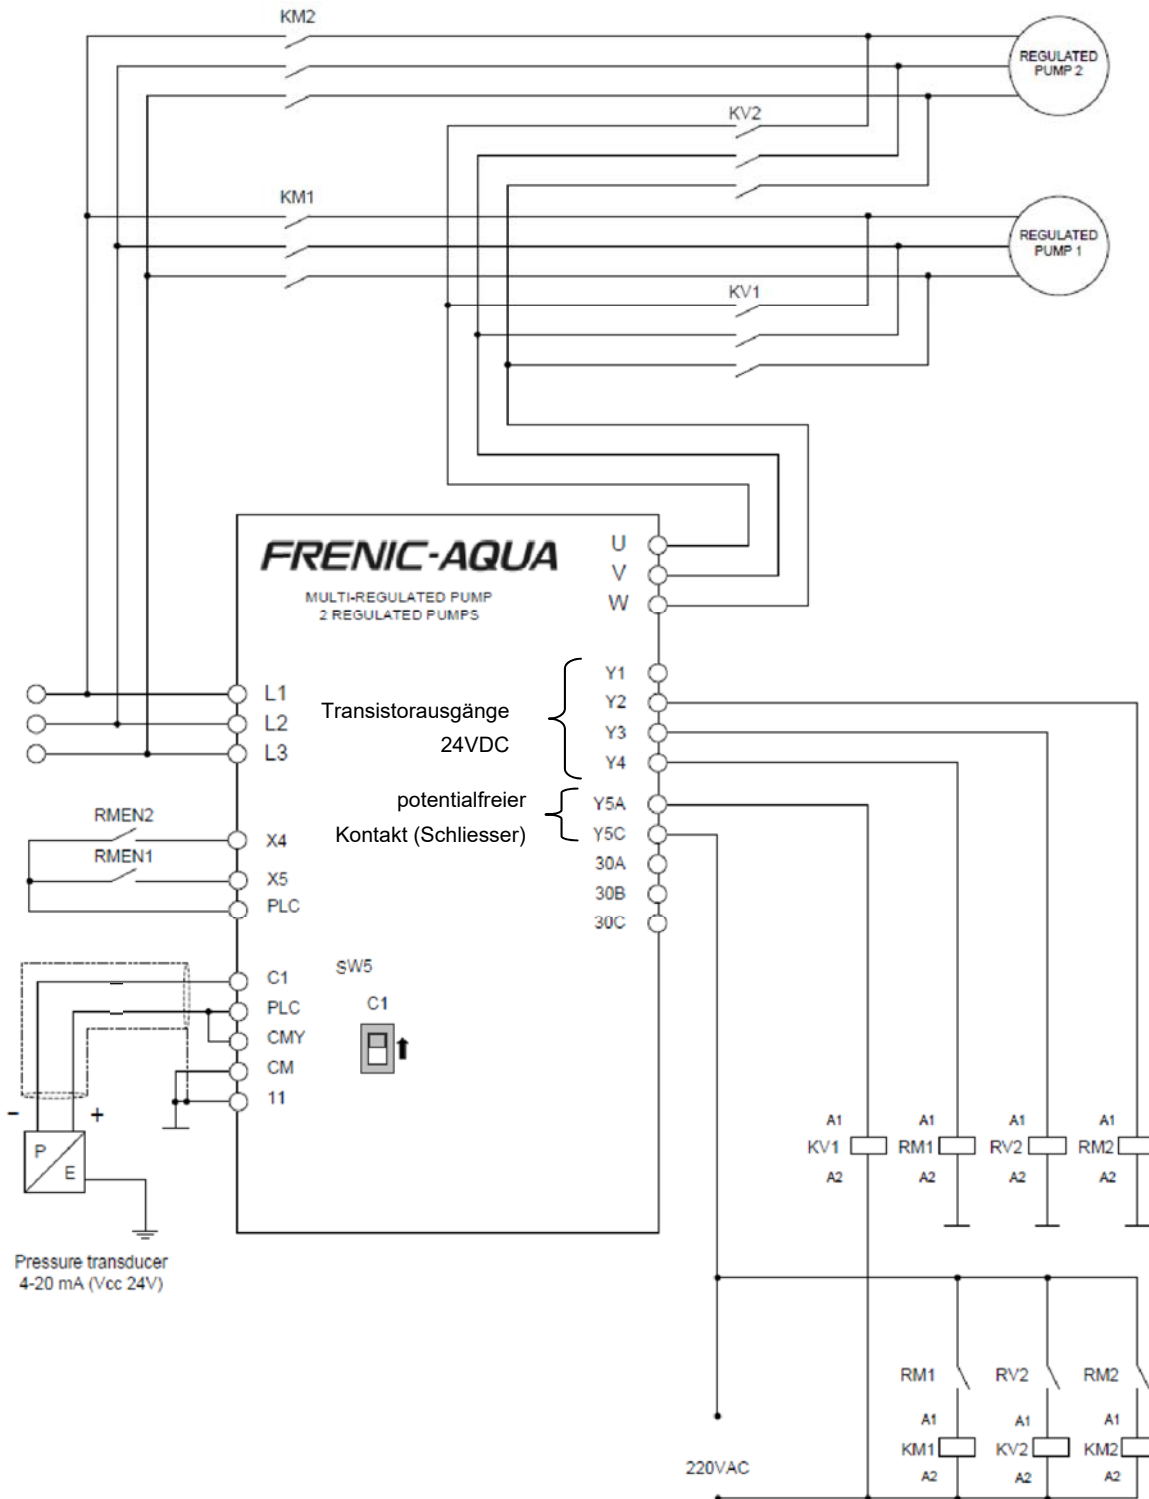 KM2
REGULATED
PUMP 2
KV2
KM1
REGULATED
PUMP 1
KV1
FRENIC-AQUA
MULTI-REGULATED PUMP
2 REGULATED PUMPS
U
V
W
L1
L2
L3
Transistorausgänge
24VDC
Y1
Y2
Y3
Y4
potentialfreier
Kontakt (Schliesser)
Y5A
Y5C
30A
30B
30C
RMEN2
X4
RMEN1
X5
PLC
C1
PLC
CMY
CM
11
SW5
C1
- +
P
E
Pressure transducer
4-20 mA (Vcc 24V)
A1 A1 A1 A1
KV1 RM1 RV2 RM2
A2 A2 A2 A2
RM1 RV2 RM2
A1 A1 A1
KM1 KV2 KM2
A2 A2 A2
220VAC